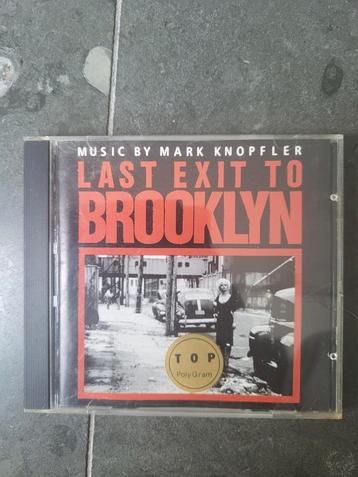 MUSIC BY MARK KNOPFLER
LAST EXIT TO
BROOKLYN
TOP
PolyGram